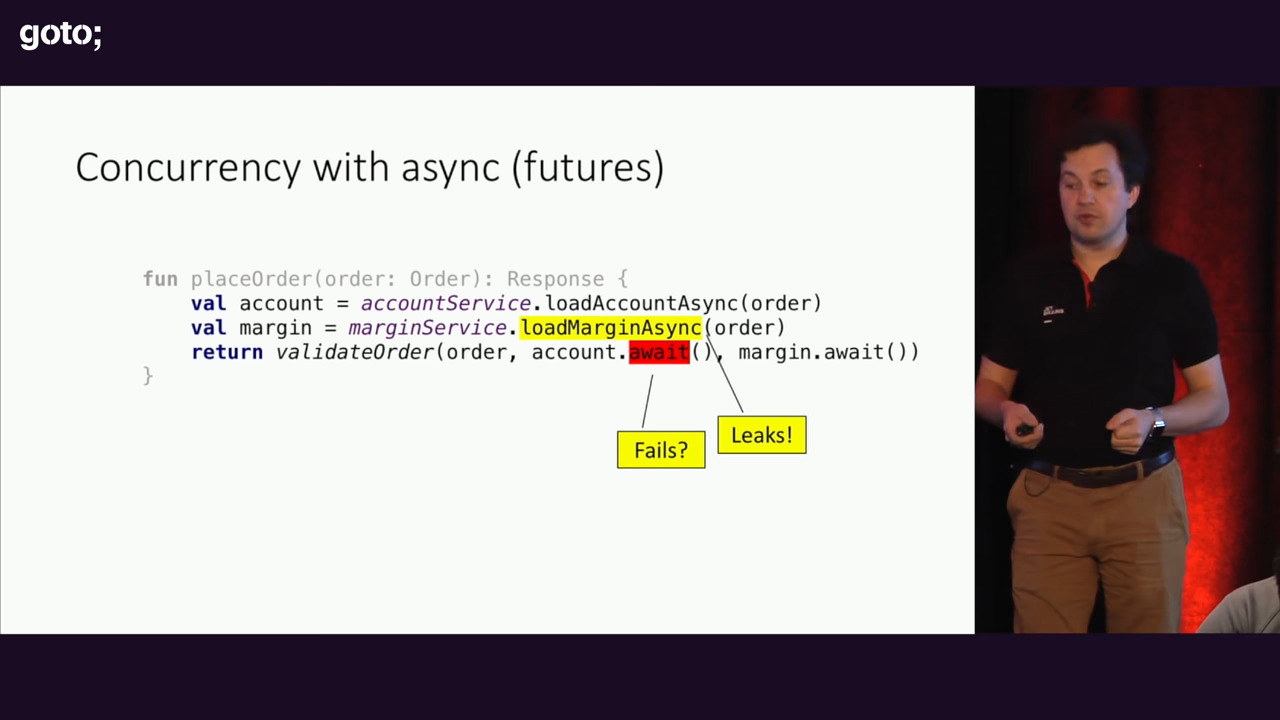 goto;
Concurrency with async (futures)
fun placeOrder(order: Order): Response {
val account = accountService.loadAccountAsync(order)
val margin = marginService.loadMarginAsync(order)
return validateOrder(order, account.await(), margin.await())
}
Fails?
Leaks!